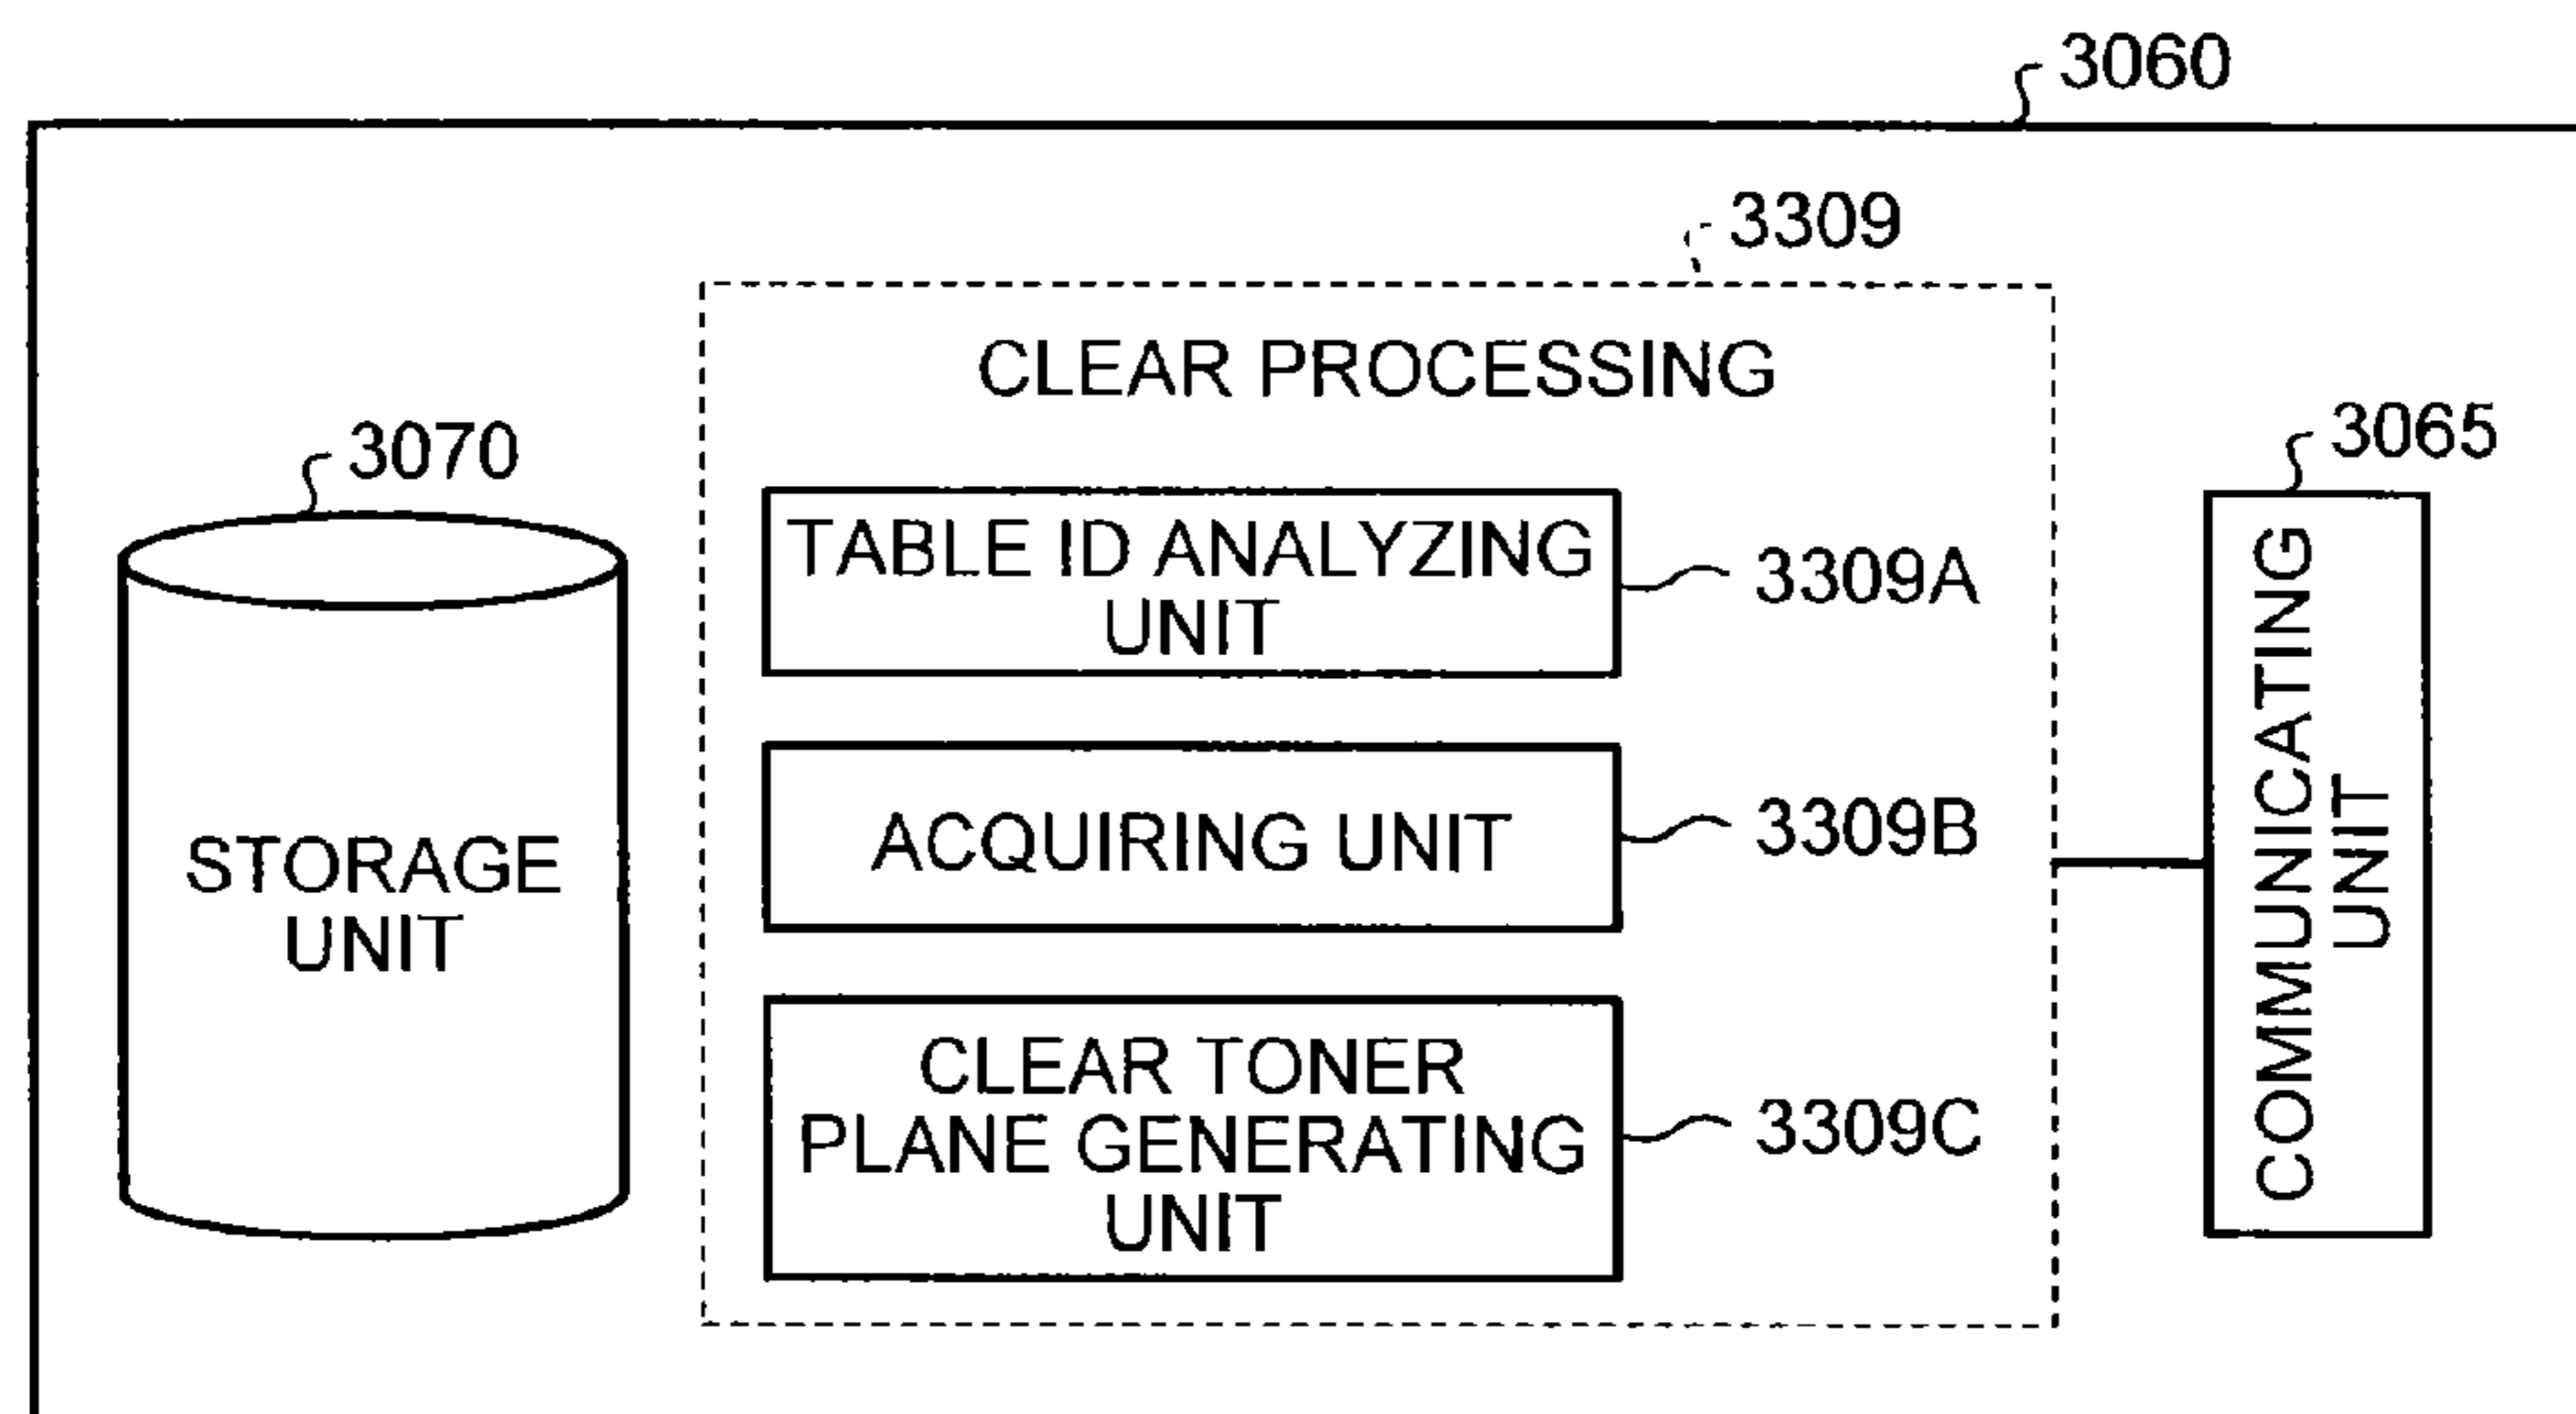 3060
3309
CLEAR PROCESSING
3070
3065
TABLE ID ANALYZING
UNIT
3309A
STORAGE
UNIT
ACQUIRING UNIT
3309B
COMMUNICATING
UNIT
CLEAR TONER
PLANE GENERATING
UNIT
3309C